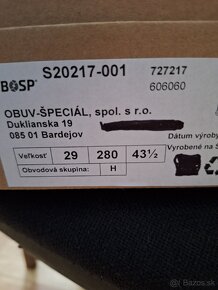 BOSP® S20217-001 727217
606060
OBUV-ŠPECIÁL, spol. s r.o.
Duklianska 19
085 01 Bardejov
Dátum výroby
Vyrobené na S
Veľkosť 29 280 43½
Obvodová skupina: H
Bazoš.sk